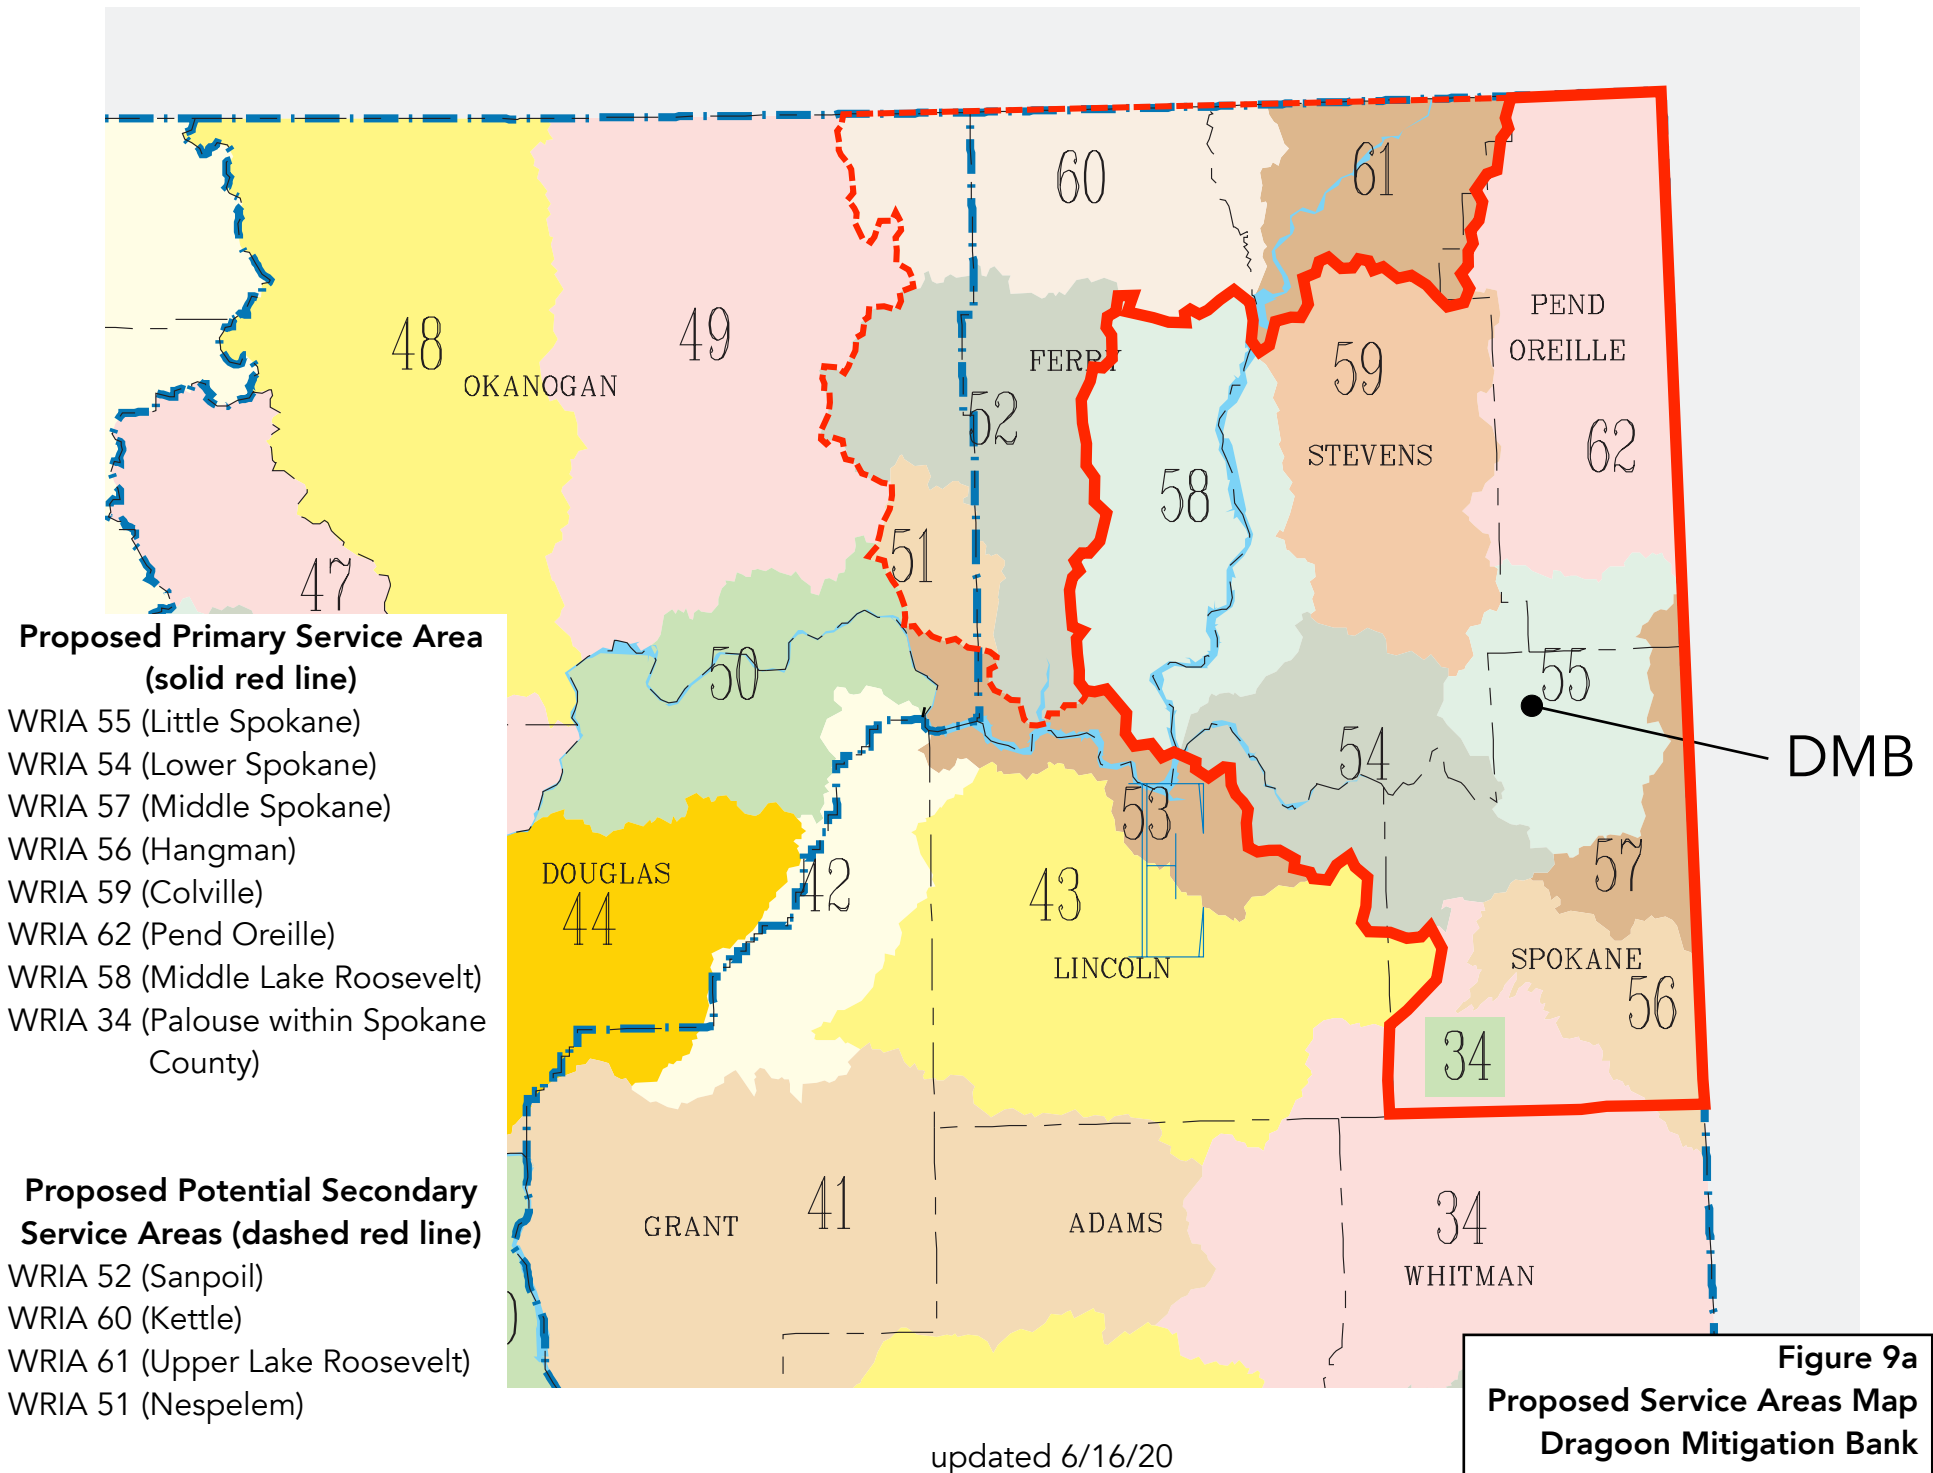 60
61
PEND
OREILLE
48
49
OKANOGAN
FERRY
59
52
STEVENS
62
58
51
47
50
55
54
DMB
53
57
DOUGLAS
44
42
43
LINCOLN
SPOKANE
56
34
41
GRANT
ADAMS
34
WHITMAN
Proposed Primary Service Area
(solid red line)
WRIA 55 (Little Spokane)
WRIA 54 (Lower Spokane)
WRIA 57 (Middle Spokane)
WRIA 56 (Hangman)
WRIA 59 (Colville)
WRIA 62 (Pend Oreille)
WRIA 58 (Middle Lake Roosevelt)
WRIA 34 (Palouse within Spokane
County)
Proposed Potential Secondary
Service Areas (dashed red line)
WRIA 52 (Sanpoil)
WRIA 60 (Kettle)
WRIA 61 (Upper Lake Roosevelt)
WRIA 51 (Nespelem)
Figure 9a
Proposed Service Areas Map
Dragoon Mitigation Bank
updated 6/16/20